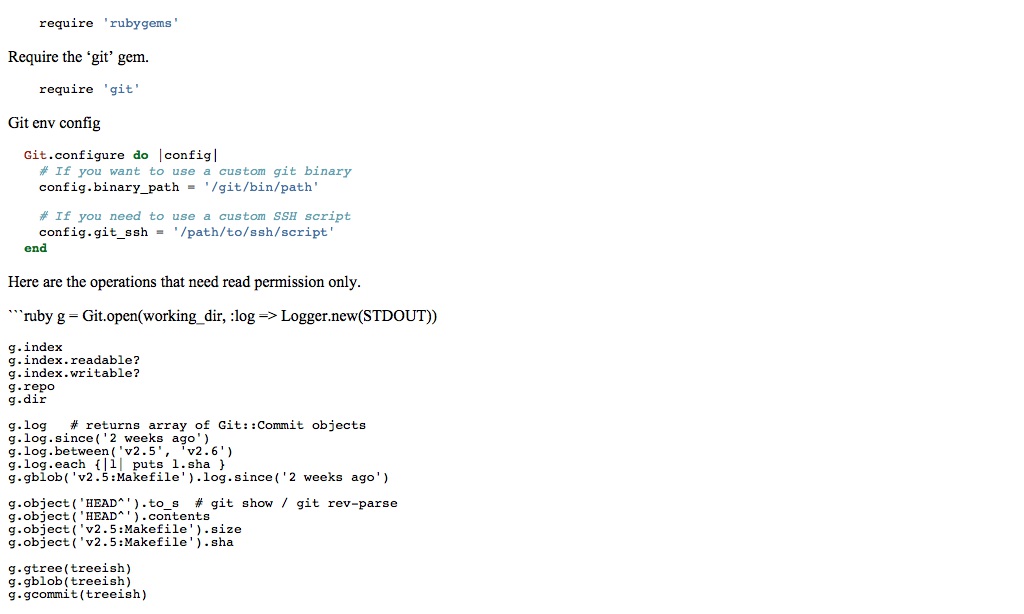 require 'rubygems'
Require the ‘git’ gem.
require 'git'
Git env config
Git.configure do |config|
# If you want to use a custom git binary
config.binary_path = '/git/bin/path'
# If you need to use a custom SSH script
config.git_ssh = '/path/to/ssh/script'
end
Here are the operations that need read permission only.
```ruby g = Git.open(working_dir, :log => Logger.new(STDOUT))
g.index
g.index.readable?
g.index.writable?
g.repo
g.dir
g.log   # returns array of Git::Commit objects
g.log.since('2 weeks ago')
g.log.between('v2.5', 'v2.6')
g.log.each {|l| puts l.sha }
g.gblob('v2.5:Makefile').log.since('2 weeks ago')
g.object('HEAD^').to_s  # git show / git rev-parse
g.object('HEAD^').contents
g.object('v2.5:Makefile').size
g.object('v2.5:Makefile').sha
g.gtree(treeish)
g.gblob(treeish)
g.gcommit(treeish)